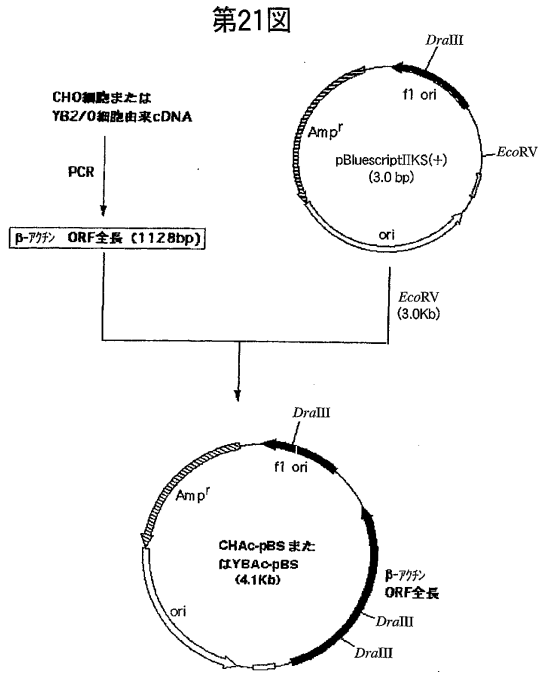 第21図
CHO細胞または
YB2/0細胞由来cDNA
PCR
β-アクチン ORF全長 (1128bp)
DraIII
f1 ori
Ampr
EcoRV
pBluescriptIIKS(+)
(3.0 bp)
ori
EcoRV
(3.0Kb)
DraIII
f1 ori
Ampr
CHAc-pBS また
はYBAc-pBS
(4.1Kb)
β-アクチン
ORF全長
ori
DraIII
DraIII